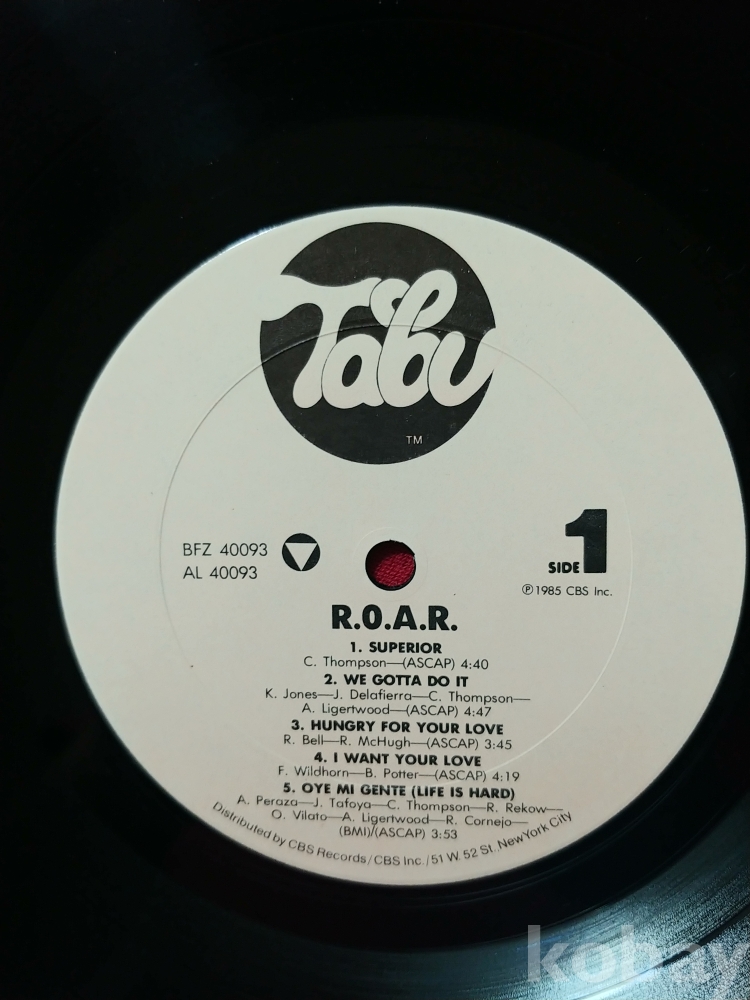 Tabu
TM
BFZ 40093
AL 40093
SIDE 1
Ⓟ1985 CBS Inc.
R.O.A.R.
1. SUPERIOR
C. Thompson—(ASCAP) 4:40
2. WE GOTTA DO IT
K. Jones—J. Delafierra—C. Thompson—
A. Ligertwood—(ASCAP) 4:47
3. HUNGRY FOR YOUR LOVE
R. Bell—R. McHugh—(ASCAP) 3:45
4. I WANT YOUR LOVE
F. Wildhorn—B. Potter—(ASCAP) 4:19
5. OYE MI GENTE (LIFE IS HARD)
A. Peraza—J. Tafoya—C. Thompson—R. Rekow—
O. Vilato—A. Ligertwood—R. Cornejo—
(BMI)/(ASCAP) 3:53
Distributed by CBS Records/CBS Inc./51 W. 52 St., New York City